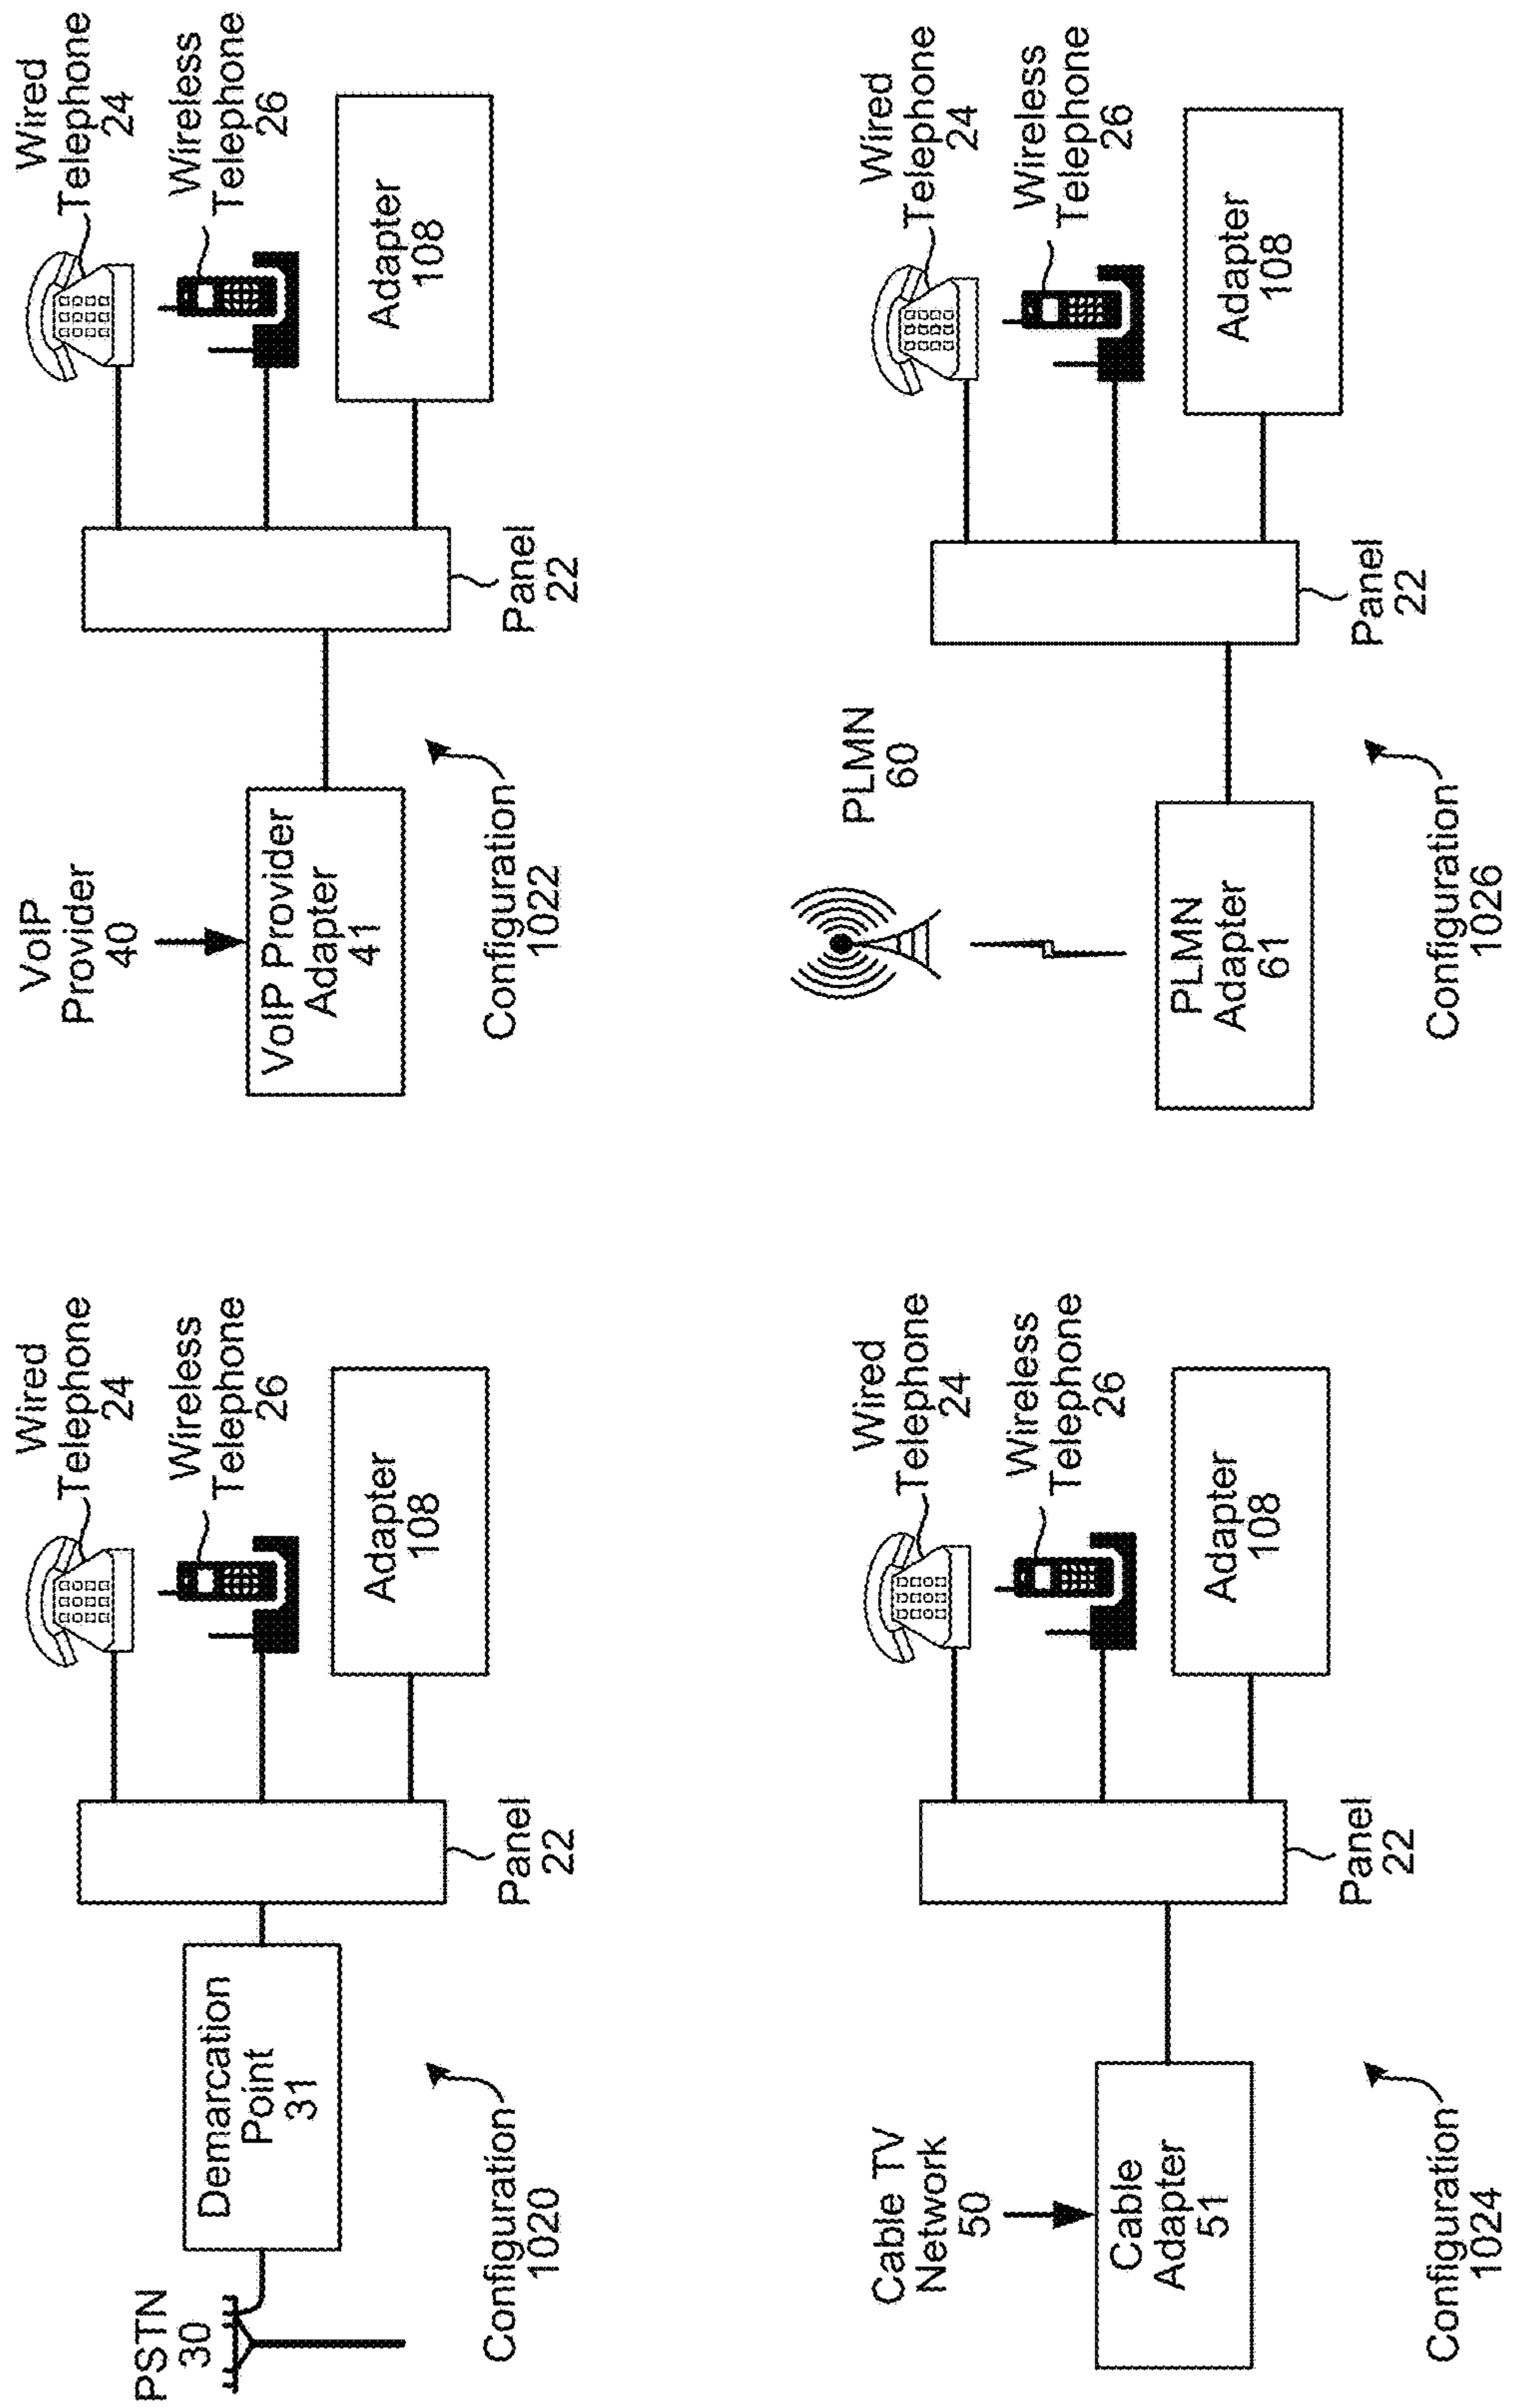 PSTN
30
Demarcation
Point
31
Panel
22
Wired
Telephone
24
Wireless
Telephone
26
Adapter
108
Configuration
1020
VoIP
Provider
40
VoIP Provider
Adapter
41
Panel
22
Wired
Telephone
24
Wireless
Telephone
26
Adapter
108
Configuration
1022
Cable TV
Network
50
Cable
Adapter
51
Panel
22
Wired
Telephone
24
Wireless
Telephone
26
Adapter
108
Configuration
1024
PLMN
60
PLMN
Adapter
61
Panel
22
Wired
Telephone
24
Wireless
Telephone
26
Adapter
108
Configuration
1026